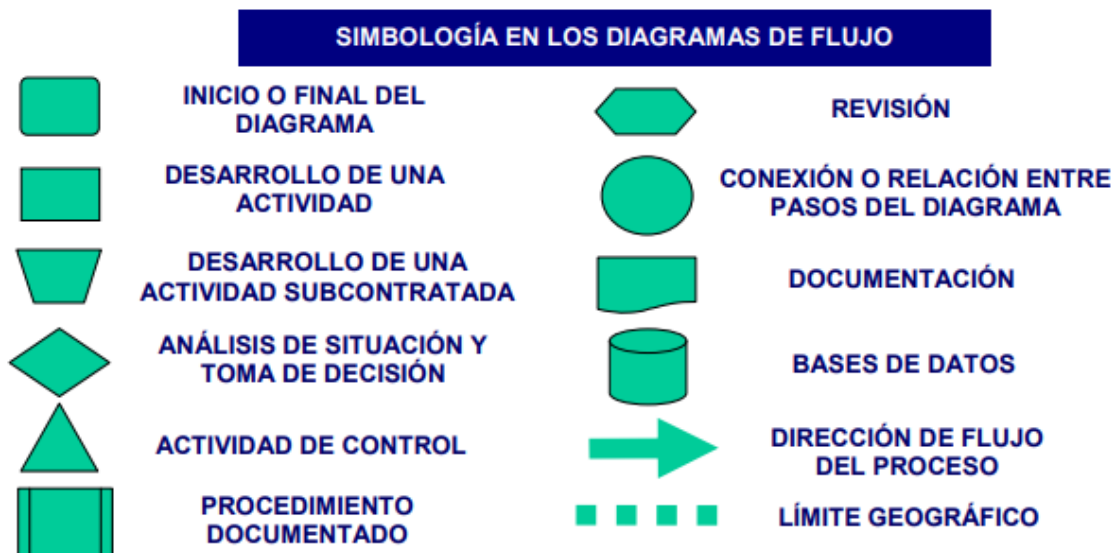 SIMBOLOGÍA EN LOS DIAGRAMAS DE FLUJO
INICIO O FINAL DEL
DIAGRAMA
DESARROLLO DE UNA
ACTIVIDAD
DESARROLLO DE UNA
ACTIVIDAD SUBCONTRATADA
ANÁLISIS DE SITUACIÓN Y
TOMA DE DECISIÓN
ACTIVIDAD DE CONTROL
PROCEDIMIENTO
DOCUMENTADO
REVISIÓN
CONEXIÓN O RELACIÓN ENTRE
PASOS DEL DIAGRAMA
DOCUMENTACIÓN
BASES DE DATOS
DIRECCIÓN DE FLUJO
DEL PROCESO
LÍMITE GEOGRÁFICO